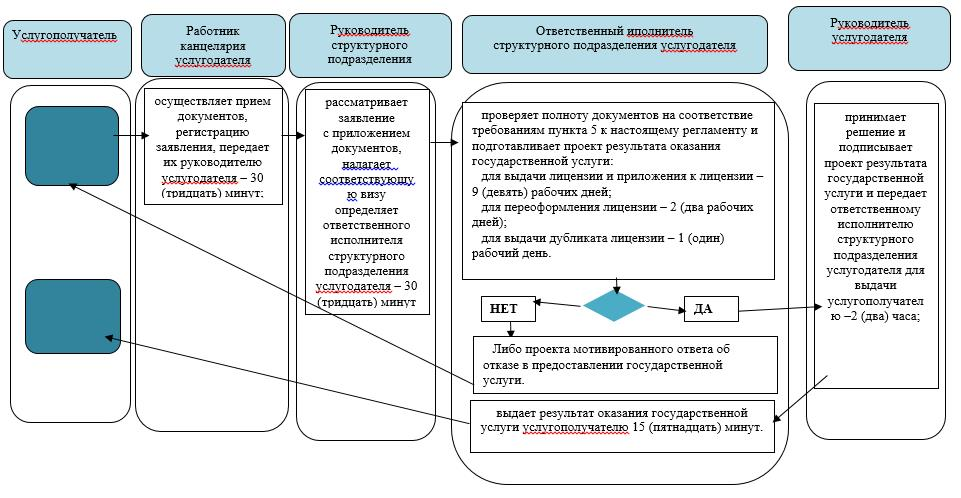 Услугополучатель
Работник
канцелярия
услугодателя
Руководитель
структурного
подразделения
Ответственный иполнитель
структурного подразделения услугодателя
Руководитель
услугодателя
осуществляет прием
документов,
регистрацию
заявления, передает
их руководителю
услугодателя – 30
(тридцать) минут;
рассматривает
заявление
с приложением
документов,
налагает
соответствующу
ю визу
определяет
ответственного
исполнителя
структурного
подразделения
услугодателя – 30
(тридцать) минут
проверяет полноту документов на соответствие
требованиям пункта 5 к настоящему регламенту и
подготавливает проект результата оказания
государственной услуги:
для выдачи лицензии и приложения к лицензии –
9 (девять) рабочих дней;
для переоформления лицензии – 2 (два рабочих
дней);
для выдачи дубликата лицензии – 1 (один)
рабочий день.
НЕТ
ДА
Либо проекта мотивированного ответа об
отказе в предоставлении государственной
услуги.
выдает результат оказания государственной
услуги услугополучателю 15 (пятнадцать) минут.
принимает
решение и
подписывает
проект результата
государственной
услуги и передает
ответственному
исполнителю
структурного
подразделения
услугодателя для
выдачи
услугополучател
ю –2 (два) часа;